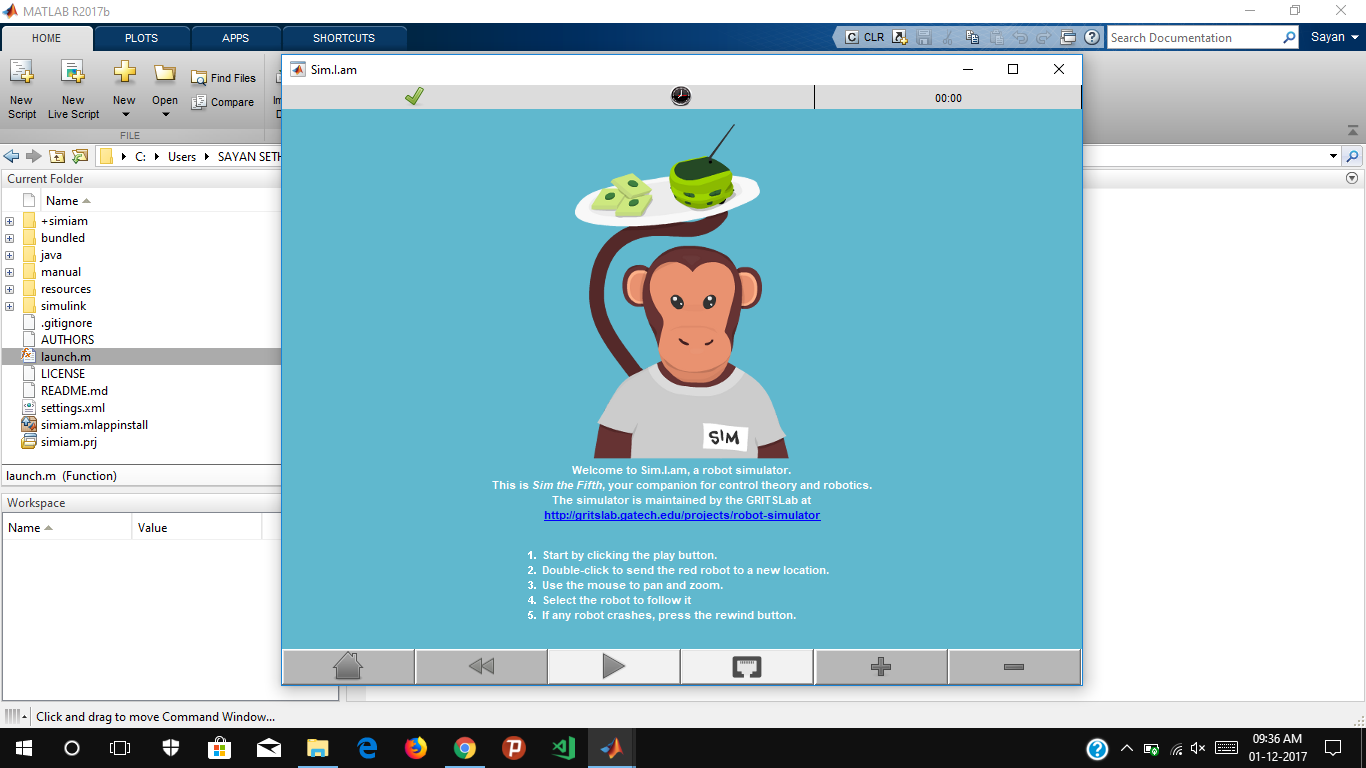 MATLAB R2017b
HOME
PLOTS
APPS
SHORTCUTS
C CLR
Search Documentation
Sayan
New Script
New Live Script
New
Open
Find Files
Compare
FILE
C: Users SAYAN SETH
Current Folder
Name
+simiam
bundled
java
manual
resources
simulink
.gitignore
AUTHORS
launch.m
LICENSE
README.md
settings.xml
simiam.mlappinstall
simiam.prj
launch.m (Function)
Workspace
Name
Value
Sim.I.am
00:00
SIM
Welcome to Sim.I.am, a robot simulator.
This is Sim the Fifth, your companion for control theory and robotics.
The simulator is maintained by the GRITSLab at
http://gritslab.gatech.edu/projects/robot-simulator
1. Start by clicking the play button.
2. Double-click to send the red robot to a new location.
3. Use the mouse to pan and zoom.
4. Select the robot to follow it
5. If any robot crashes, press the rewind button.
Click and drag to move Command Window...
09:36 AM
01-12-2017